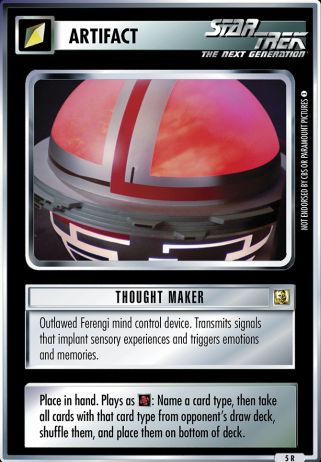 ARTIFACT
STAR TREK
THE NEXT GENERATION
NOT ENDORSED BY CBS OR PARAMOUNT PICTURES
THOUGHT MAKER
Outlawed Ferengi mind control device. Transmits signals
that implant sensory experiences and triggers emotions
and memories.
Place in hand. Plays as : Name a card type, then take
all cards with that card type from opponent's draw deck,
shuffle them, and place them on bottom of deck.
5 R